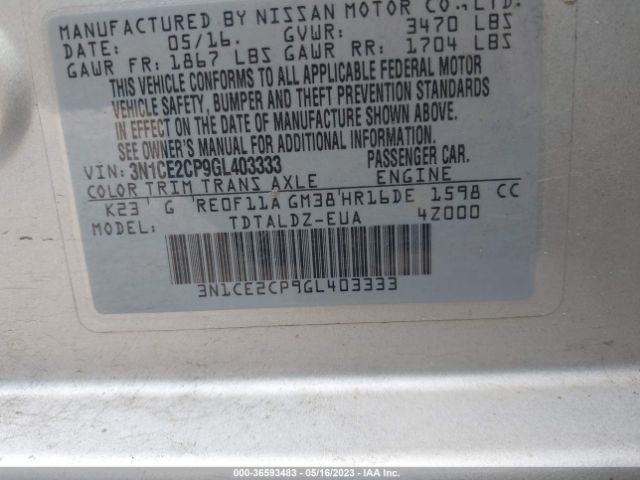 MANUFACTURED BY NISSAN MOTOR CO.,LTD.
DATE: 05/16. GVWR: 3470 LBS
GAWR FR: 1867 LBS GAWR RR: 1704 LBS
THIS VEHICLE CONFORMS TO ALL APPLICABLE FEDERAL MOTOR
VEHICLE SAFETY, BUMPER AND THEFT PREVENTION STANDARDS
IN EFFECT ON THE DATE OF MANUFACTURE SHOWN ABOVE.
SEE OWNER'S MANUAL FOR ADDITIONAL INFORMATION.
VIN: 3N1CE2CP9GL403333 PASSENGER CAR.
COLOR TRIM TRANS AXLE ENGINE
K23 ' G ' RE0F11A GM38 ' HR16DE 1598 CC
MODEL: TDTALDZ-EUA 4Z000
3N1CE2CP9GL403333
000-36593483 - 05/16/2023 - © IAA Holdings, LLC